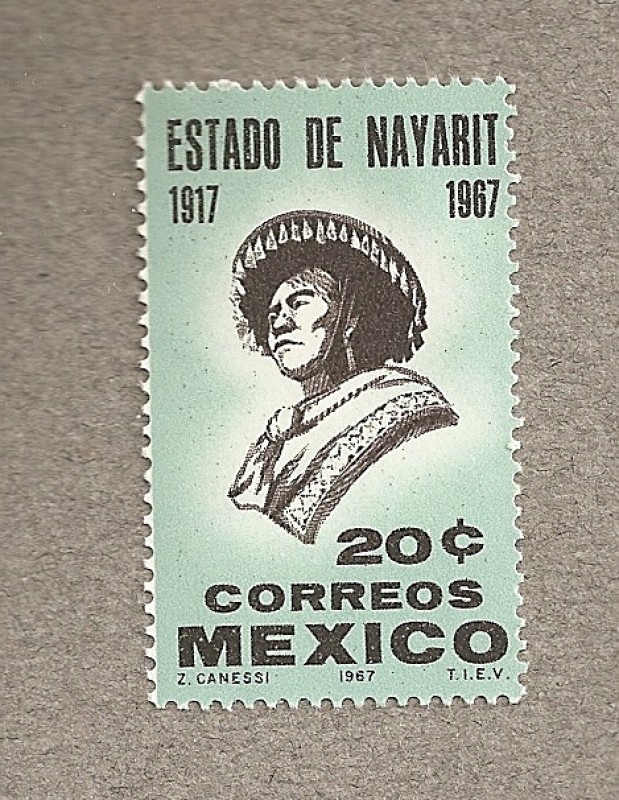 ESTADO DE NAYARIT
1917 1967
20¢
CORREOS
MEXICO
Z. CANESSI 1967 T.I.E.V.